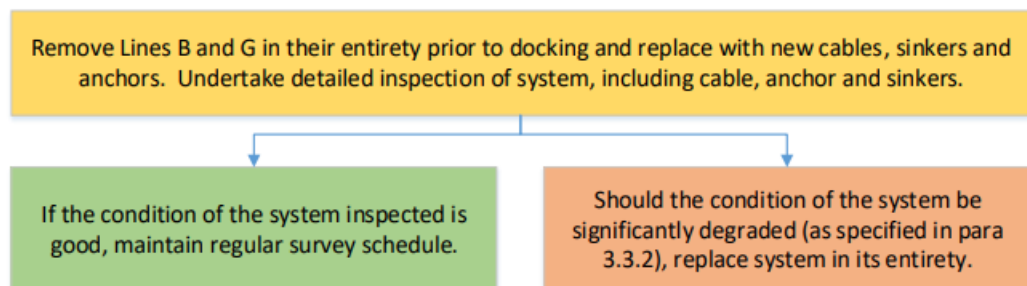 Remove Lines B and G in their entirety prior to docking and replace with new cables, sinkers and
anchors.  Undertake detailed inspection of system, including cable, anchor and sinkers.
If the condition of the system inspected is
good, maintain regular survey schedule.
Should the condition of the system be
significantly degraded (as specified in para
3.3.2), replace system in its entirety.